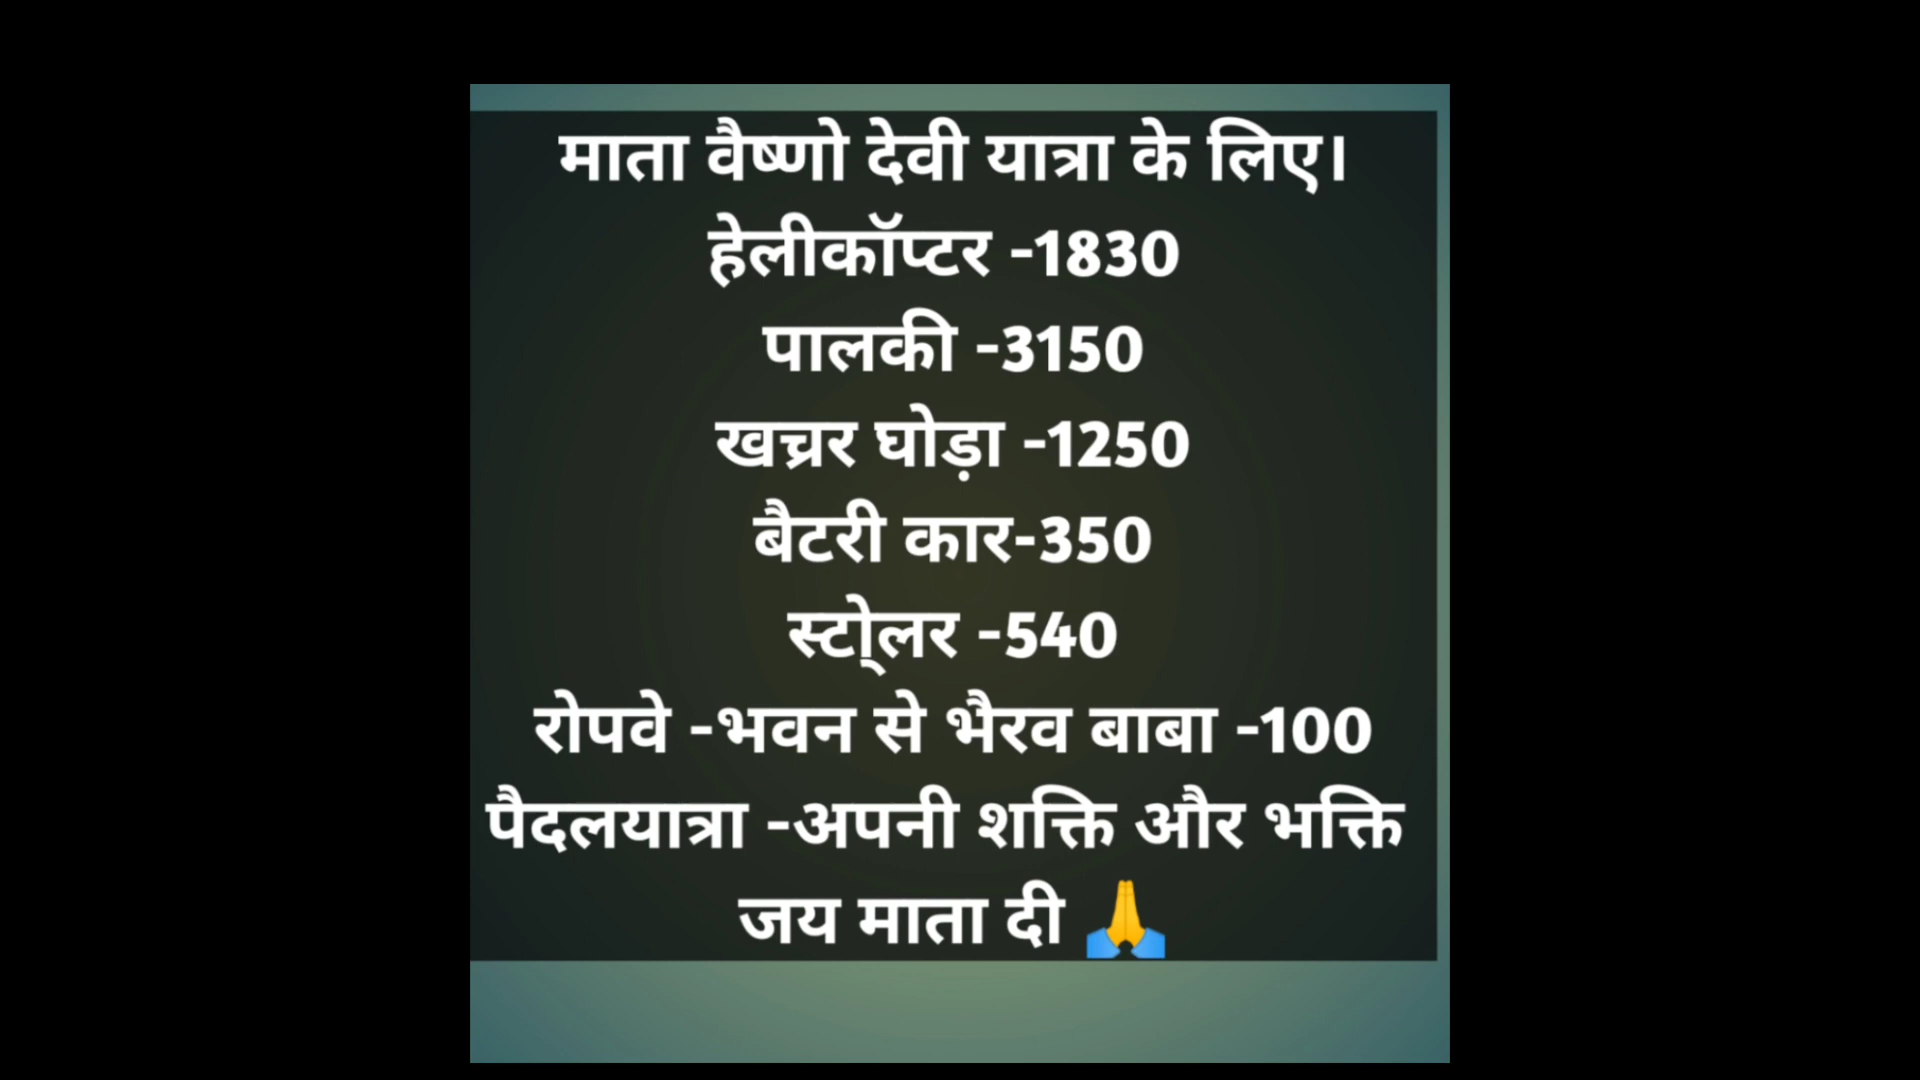 माता वैष्णो देवी यात्रा के लिए।
हेलीकॉप्टर -1830
पालकी -3150
खच्रर घोड़ा -1250
बैटरी कार-350
स्टो्लर -540
रोपवे -भवन से भैरव बाबा -100
पैदलयात्रा -अपनी शक्ति और भक्ति
जय माता दी 🙏